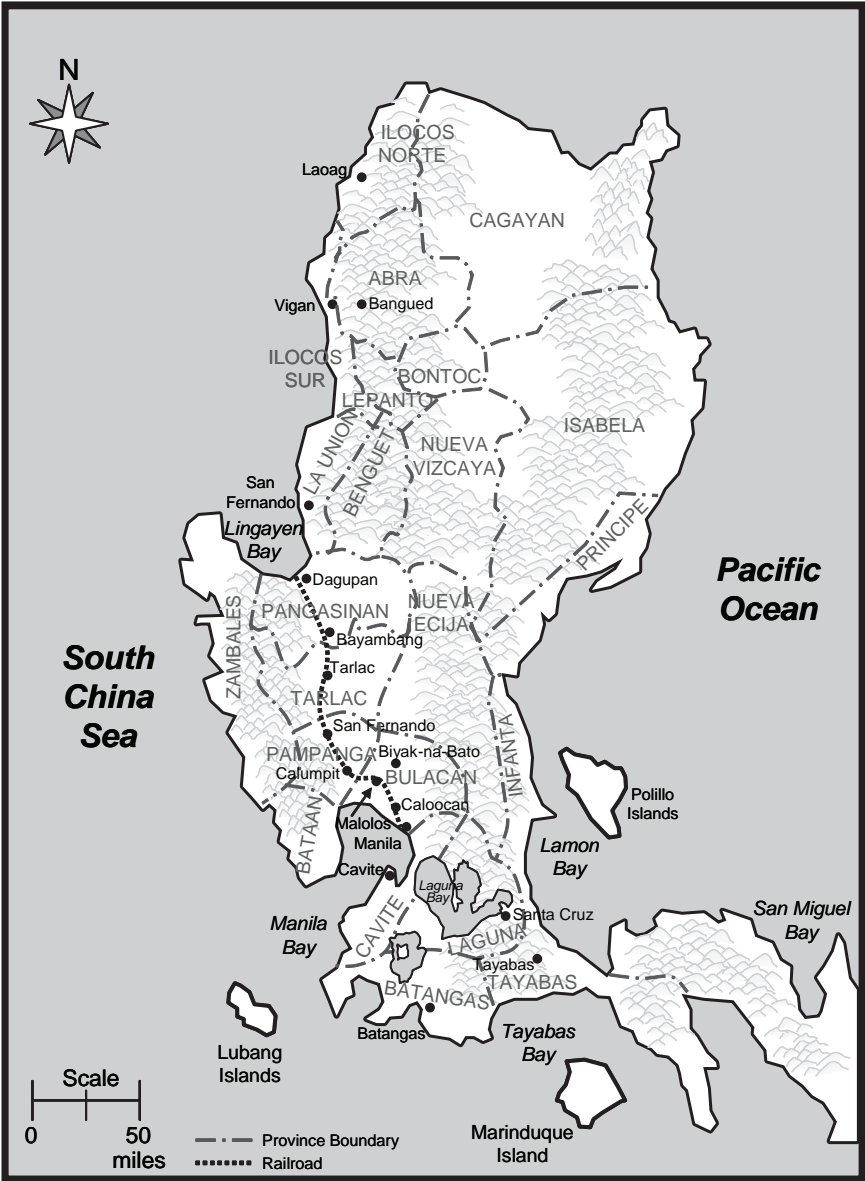 N
ILOCOS
NORTE
Laoag
CAGAYAN
ABRA
Vigan
Bangued
ILOCOS
SUR
BONTOC
LEPANTO
LA UNION
BENGUET
NUEVA
VIZCAYA
ISABELA
San
Fernando
Lingayen
Bay
PRINCIPE
Pacific
Ocean
Dagupan
PANGASINAN
NUEVA
ECIJA
ZAMBALES
Bayambang
South
China
Sea
Tarlac
TARLAC
San Fernando
PAMPANGA
Biyak-na-Bato
Calumpit
BULACAN
INFANTA
Polillo
Islands
Caloocan
Malolos
Manila
BATAAN
Lamon
Bay
Cavite
Laguna
Bay
CAVITE
Manila
Bay
Santa Cruz
San Miguel
Bay
LAGUNA
Tayabas
TAYABAS
BATANGAS
Batangas
Tayabas
Bay
Lubang
Islands
Marinduque
Island
Scale
0
50
miles
Province Boundary
Railroad